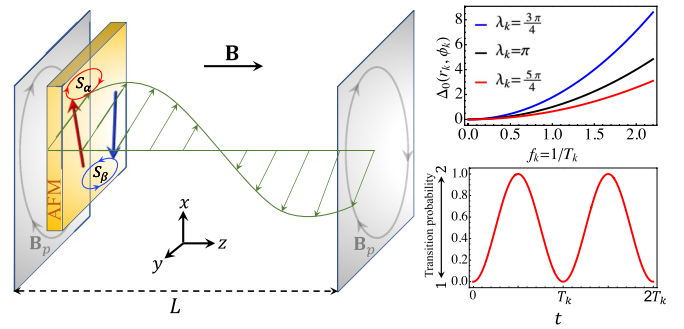 S_α
S_β
AFM
B_p
B
x
y
z
B_p
L
Δ₀(r_k, ϕ_k)
8
6
4
2
0
λ_k = 3π/4
λ_k = π
λ_k = 5π/4
0.0 0.5 1.0 1.5 2.0
f_k=1/T_k
1 Transition probability 2
1.0
0.8
0.6
0.4
0.2
0.0
0 T_k 2T_k
t